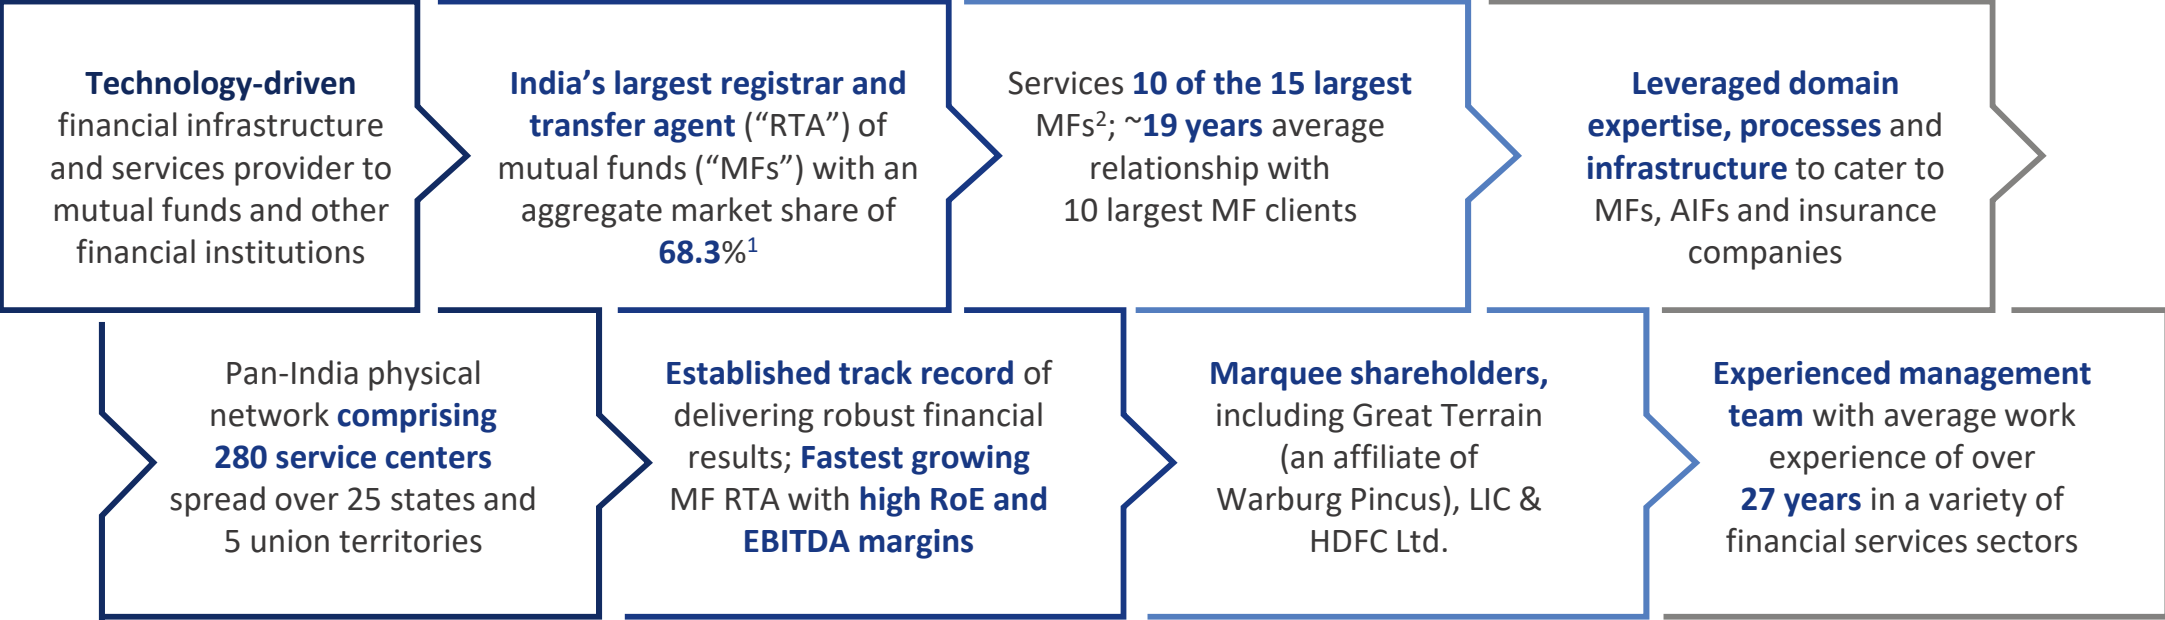 Technology-driven
financial infrastructure
and services provider to
mutual funds and other
financial institutions
India’s largest registrar and
transfer agent (“RTA”) of
mutual funds (“MFs”) with an
aggregate market share of
68.3%¹
Services 10 of the 15 largest
MFs²; ~19 years average
relationship with
10 largest MF clients
Leveraged domain
expertise, processes and
infrastructure to cater to
MFs, AIFs and insurance
companies
Pan-India physical
network comprising
280 service centers
spread over 25 states and
5 union territories
Established track record of
delivering robust financial
results; Fastest growing
MF RTA with high RoE and
EBITDA margins
Marquee shareholders,
including Great Terrain
(an affiliate of
Warburg Pincus), LIC &
HDFC Ltd.
Experienced management
team with average work
experience of over
27 years in a variety of
financial services sectors